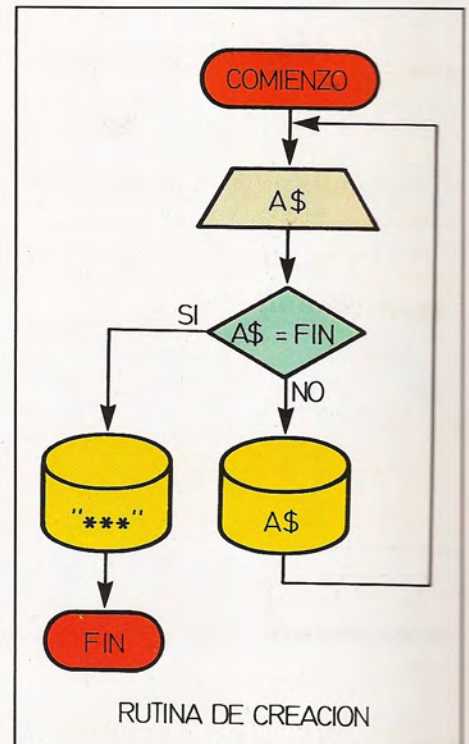 COMIENZO
A$
A$ = FIN
SI
NO
"***"
A$
FIN
RUTINA DE CREACION